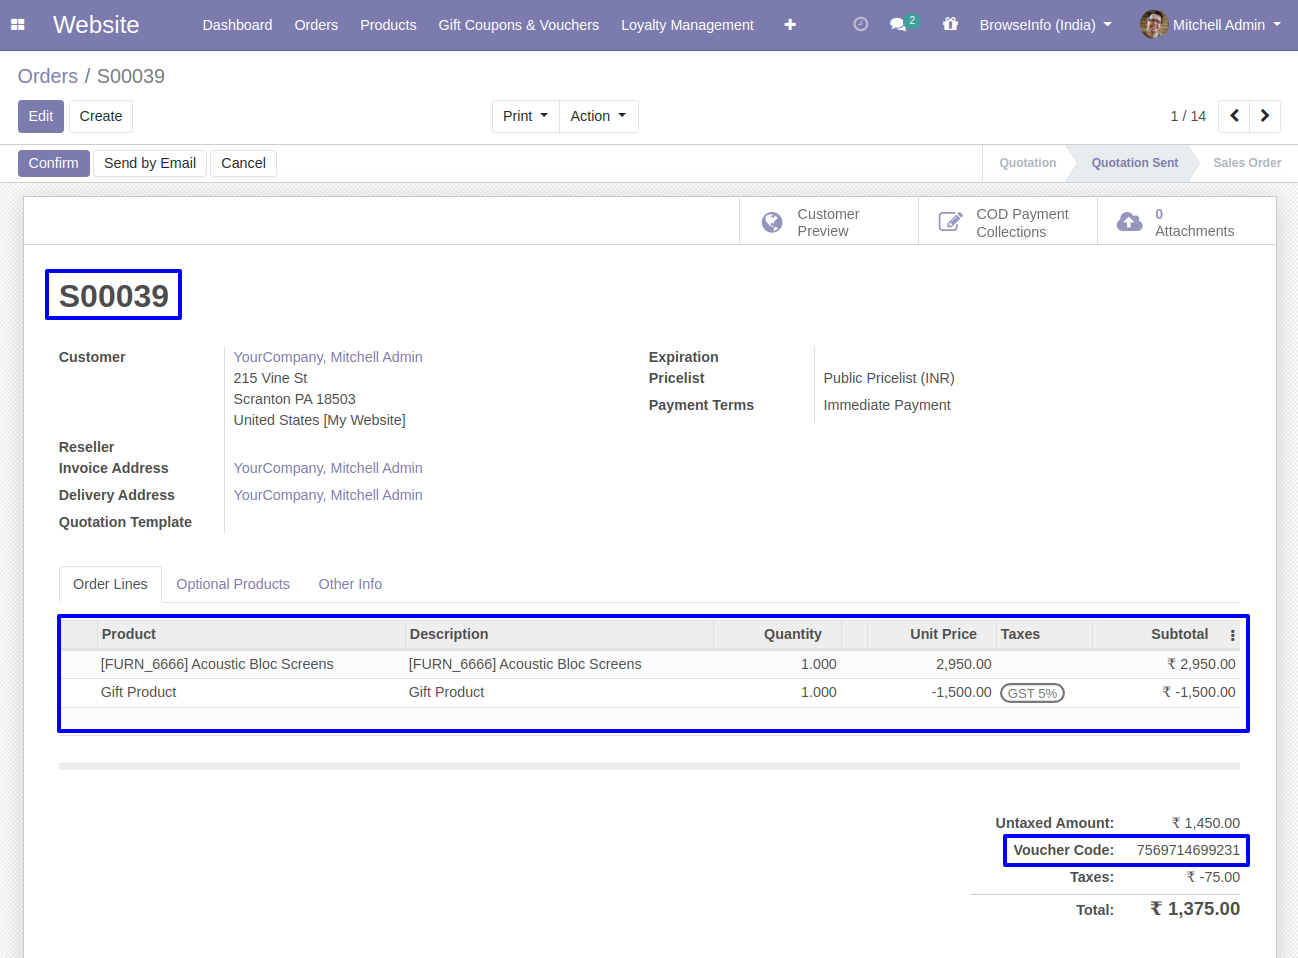 Website Dashboard Orders Products Gift Coupons & Vouchers Loyalty Management 2 BrowseInfo (India) Mitchell Admin
Orders / S00039
Edit Create Print Action 1 / 14
Confirm Send by Email Cancel Quotation Quotation Sent Sales Order
Customer Preview COD Payment Collections 0 Attachments
S00039
Customer YourCompany, Mitchell Admin
215 Vine St
Scranton PA 18503
United States [My Website]
Reseller
Invoice Address YourCompany, Mitchell Admin
Delivery Address YourCompany, Mitchell Admin
Quotation Template
Expiration
Pricelist Public Pricelist (INR)
Payment Terms Immediate Payment
Order Lines Optional Products Other Info
Product Description Quantity Unit Price Taxes Subtotal
[FURN_6666] Acoustic Bloc Screens [FURN_6666] Acoustic Bloc Screens 1.000 2,950.00 ₹ 2,950.00
Gift Product Gift Product 1.000 -1,500.00 GST 5% ₹ -1,500.00
Untaxed Amount: ₹ 1,450.00
Voucher Code: 7569714699231
Taxes: ₹ -75.00
Total: ₹ 1,375.00